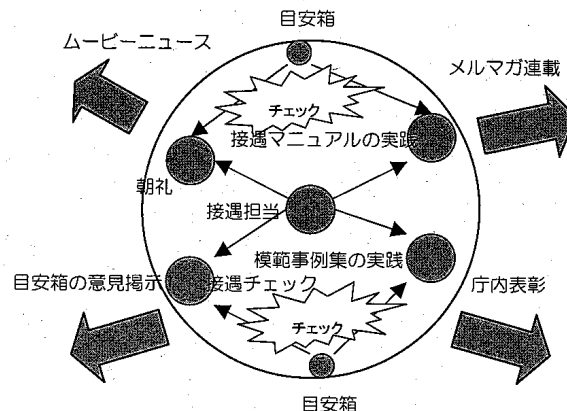 目安箱
ムービーニュース
メルマガ連載
チェック
接遇マニュアルの実践
朝礼
接遇担当
模範事例集の実践
目安箱の意見掲示
接遇チェック
庁内表彰
チェック
目安箱